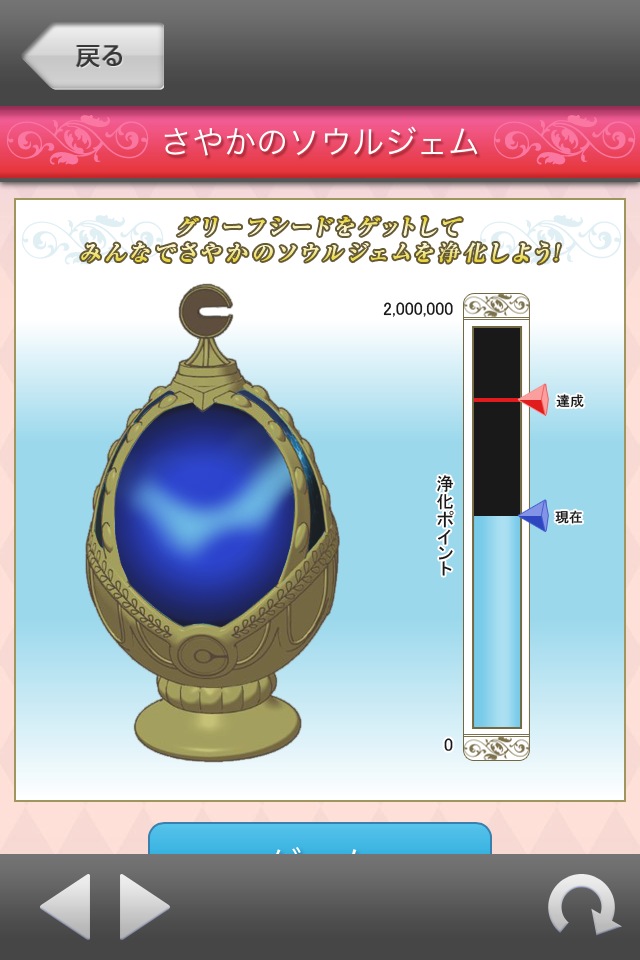 戻る
さやかのソウルジェム
グリーフシードをゲットして
みんなでさやかのソウルジェムを浄化しよう!
2,000,000
達成
浄化ポイント
現在
0